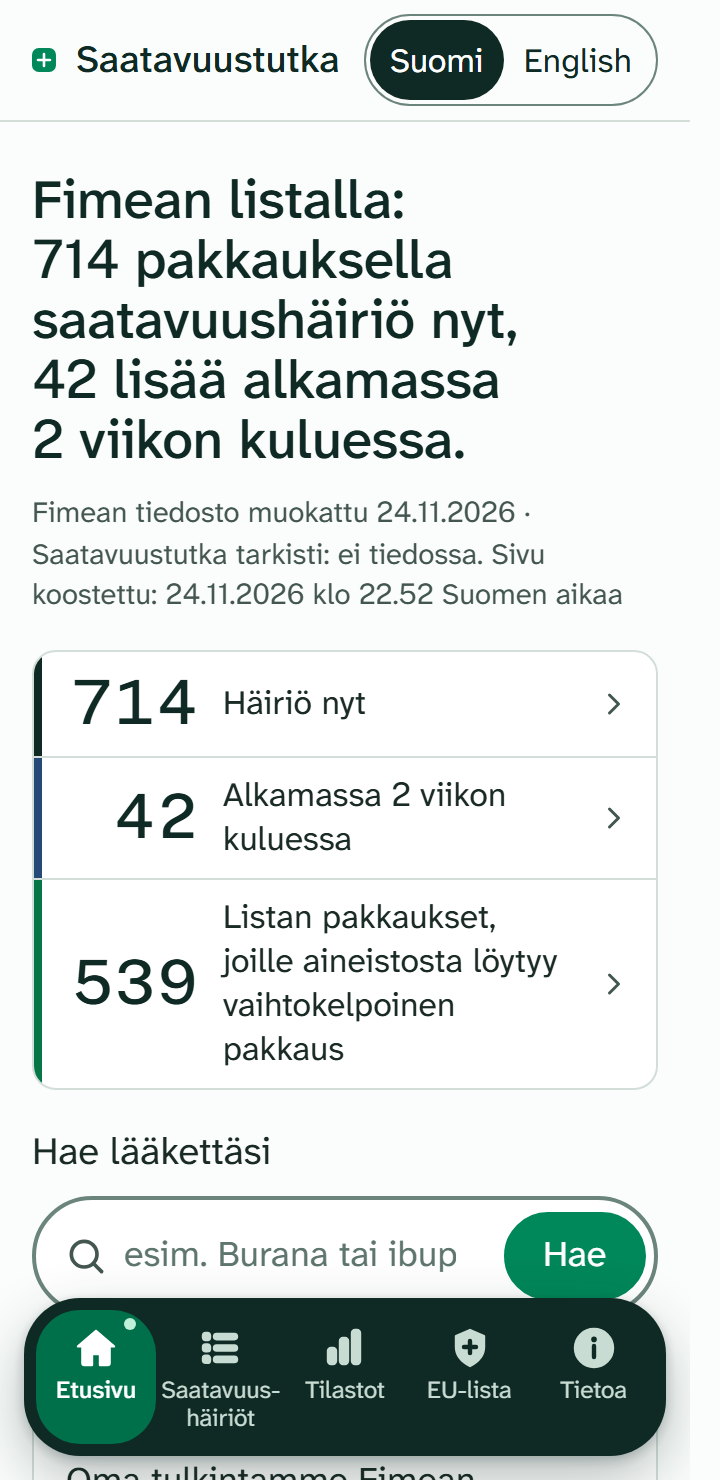 Saatavuustutka
Suomi
English
Fimean listalla:
714 pakkauksella
saatavuushäiriö nyt,
42 lisää alkamassa
2 viikon kuluessa.
Fimean tiedosto muokattu 24.11.2026 ·
Saatavuustutka tarkisti: ei tiedossa. Sivu
koostettu: 24.11.2026 klo 22.52 Suomen aikaa
714
Häiriö nyt
42
Alkamassa 2 viikon
kuluessa
539
Listan pakkaukset,
joille aineistosta löytyy
vaihtokelpoinen
pakkaus
Hae lääkettäsi
esim. Burana tai ibup
Hae
Etusivu
Saatavuus-
häiriöt
Tilastot
EU-lista
Tietoa
Oma tulkintamme Fimean